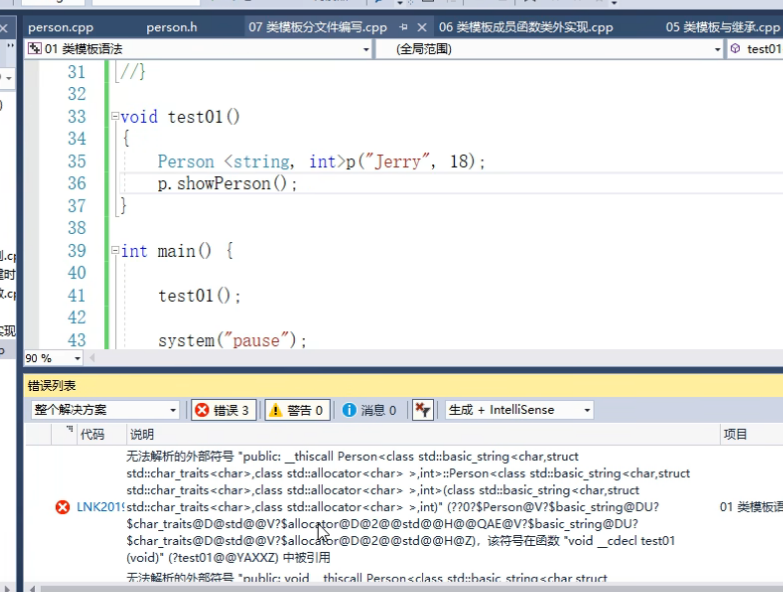 person.cpp person.h 07 类模板分文件编写.cpp 06 类模板成员函数类外实现.cpp 05 类模板与继承.cpp
01 类模板语法 (全局范围) test01
31 //}
32
33 void test01()
34 {
35 Person <string, int>p("Jerry", 18);
36 p.showPerson();
37 }
38
39 int main() {
40
41 test01();
42
43 system("pause");
90 %
错误列表
整个解决方案 错误 3 警告 0 消息 0 生成 + IntelliSense
代码 说明 项目
无法解析的外部符号 "public: __thiscall Person<class std::basic_string<char,struct
std::char_traits<char>,class std::allocator<char> >,int>::Person<class std::basic_string<char,struct
std::char_traits<char>,class std::allocator<char> >,int>(class std::basic_string<char,struct
LNK2019 std::char_traits<char>,class std::allocator<char> >,int)" (??0?$Person@V?$basic_string@DU? 01 类模板语
$char_traits@D@std@@V?$allocator@D@2@@std@@H@@QAE@V?$basic_string@DU?
$char_traits@D@std@@V?$allocator@D@2@@std@@H@Z)，该符号在函数 "void __cdecl test01
(void)" (?test01@@YAXXZ) 中被引用
无法解析的外部符号 "public: void __thiscall Person<class std::basic_string<char,struct